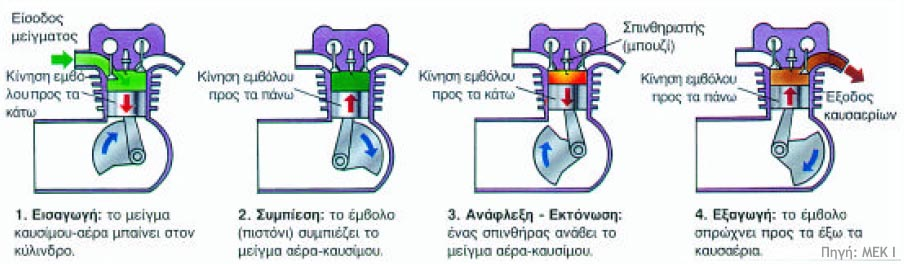 Είσοδος
μείγματος
Κίνηση εμβό-
λου προς τα
κάτω
1. Εισαγωγή: το μείγμα
καυσίμου-αέρα μπαίνει στον
κύλινδρο.
Κίνηση εμβόλου
προς τα πάνω
2. Συμπίεση: το έμβολο
(πιστόνι) συμπιέζει το
μείγμα αέρα-καυσίμου.
Σπινθηριστής
(μπουζί)
Κίνηση εμβόλου
προς τα κάτω
3. Ανάφλεξη - Εκτόνωση:
ένας σπινθήρας ανάβει το
μείγμα αέρα-καυσίμου.
Κίνηση εμβόλου
προς τα πάνω
Έξοδος
καυσαερίων
4. Εξαγωγή: το έμβολο
σπρώχνει προς τα έξω τα
καυσαέρια.
Πηγή: ΜΕΚ Ι